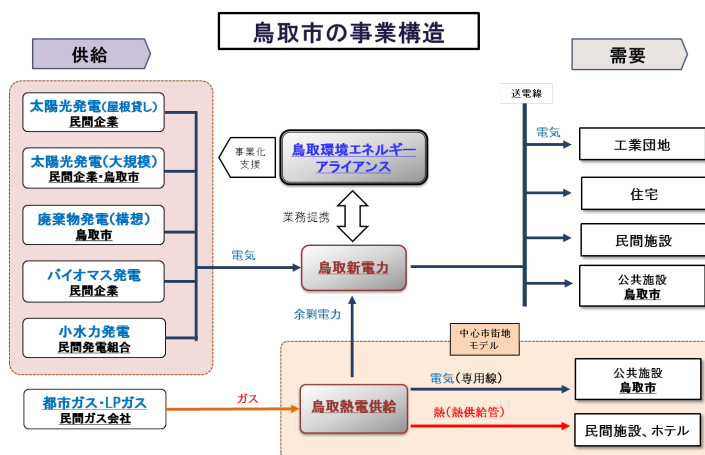 鳥取市の事業構造
供給
需要
太陽光発電(屋根貸し)
民間企業
太陽光発電(大規模)
民間企業・鳥取市
廃棄物発電(構想)
鳥取市
バイオマス発電
民間企業
小水力発電
民間発電組合
都市ガス・LPガス
民間ガス会社
事業化
支援
鳥取環境エネルギー
アライアンス
業務提携
電気
鳥取新電力
余剰電力
ガス
鳥取熱電供給
送電線
電気
工業団地
住宅
民間施設
公共施設
鳥取市
中心市街地
モデル
電気(専用線)
熱(熱供給管)
公共施設
鳥取市
民間施設、ホテル